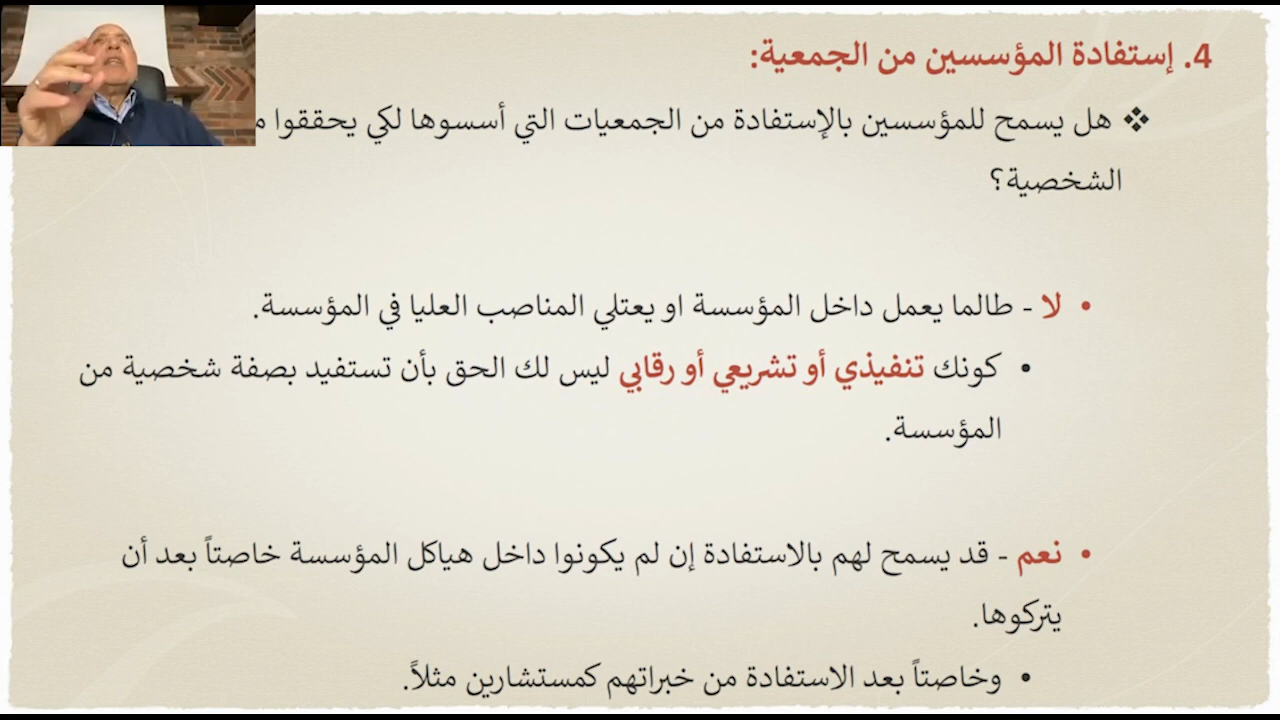 4. إستفادة المؤسسين من الجمعية:
❖ هل يسمح للمؤسسين بالإستفادة من الجمعيات التي أسسوها لكي يحققوا
الشخصية؟
• لا - طالما يعمل داخل المؤسسة او يعتلي المناصب العليا في المؤسسة.
• كونك تنفيذي أو تشريعي أو رقابي ليس لك الحق بأن تستفيد بصفة شخصية من
المؤسسة.
• نعم - قد يسمح لهم بالاستفادة إن لم يكونوا داخل هياكل المؤسسة خاصتاً بعد أن
يتركوها.
• وخاصتاً بعد الاستفادة من خبراتهم كمستشارين مثلاً.